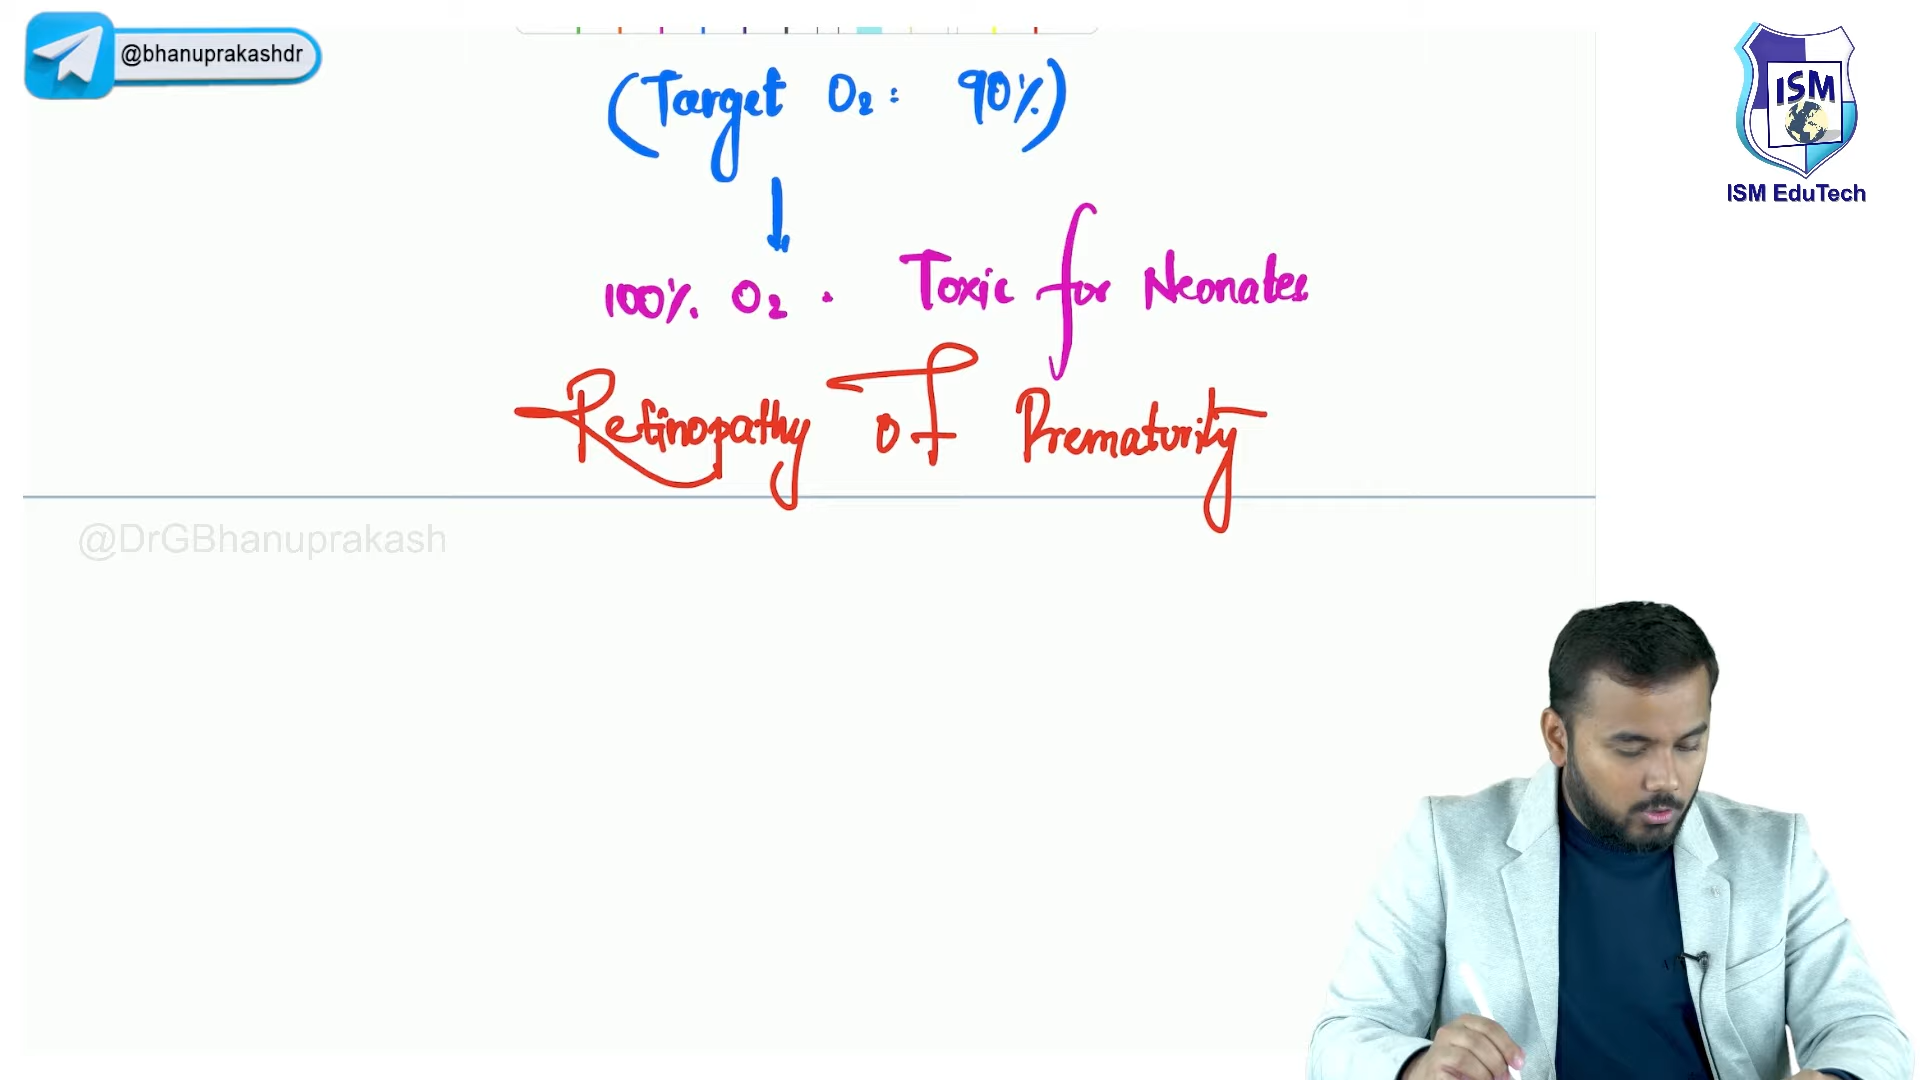 @bhanuprakashdr
(Target O₂: 90%)
ISM
ISM EduTech
100% O₂. Toxic for Neonates
Retinopathy of Prematurity
@DrGBhanuprakash